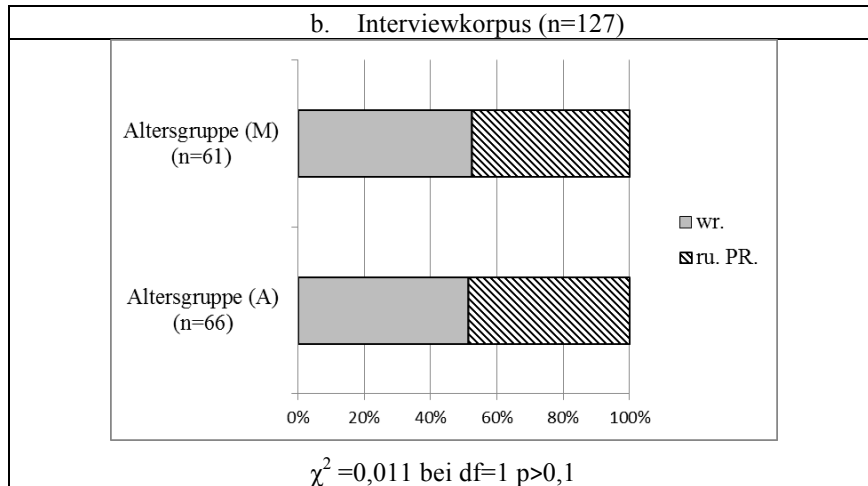 b. Interviewkorpus (n=127)
Altersgruppe (M)
(n=61)
wr.
ru. PR.
Altersgruppe (A)
(n=66)
0% 20% 40% 60% 80% 100%
χ² =0,011 bei df=1 p>0,1